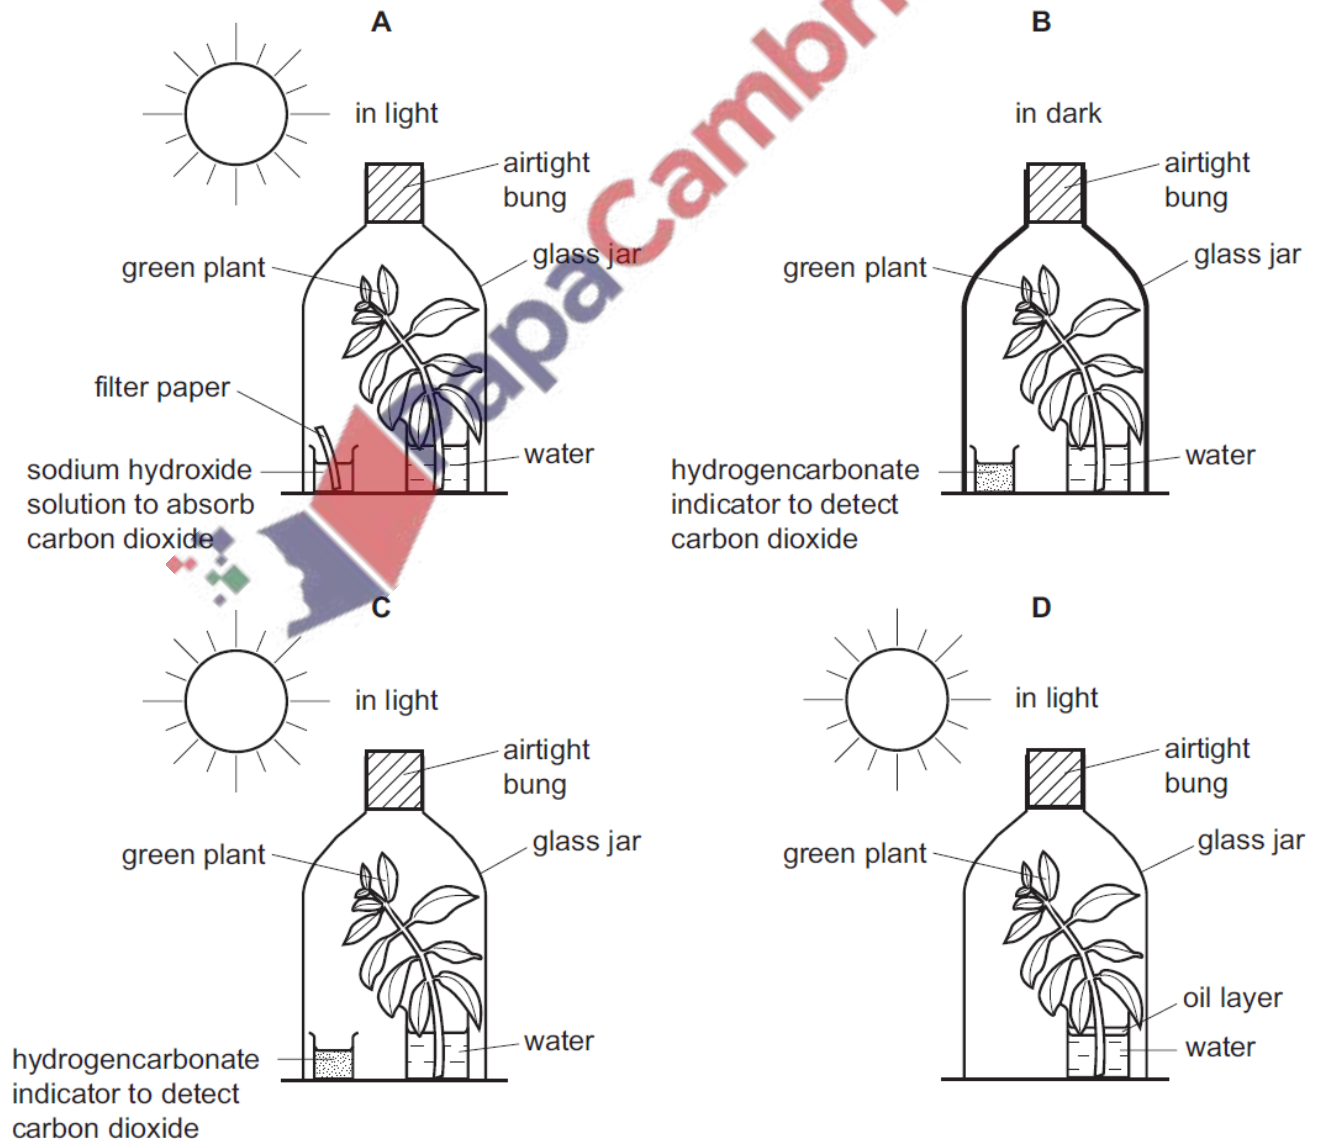 A
in light
airtight
bung
glass jar
green plant
filter paper
water
sodium hydroxide
solution to absorb
carbon dioxide
B
in dark
airtight
bung
glass jar
green plant
water
hydrogencarbonate
indicator to detect
carbon dioxide
C
in light
airtight
bung
glass jar
green plant
water
hydrogencarbonate
indicator to detect
carbon dioxide
D
in light
airtight
bung
glass jar
green plant
oil layer
water
papaCambri